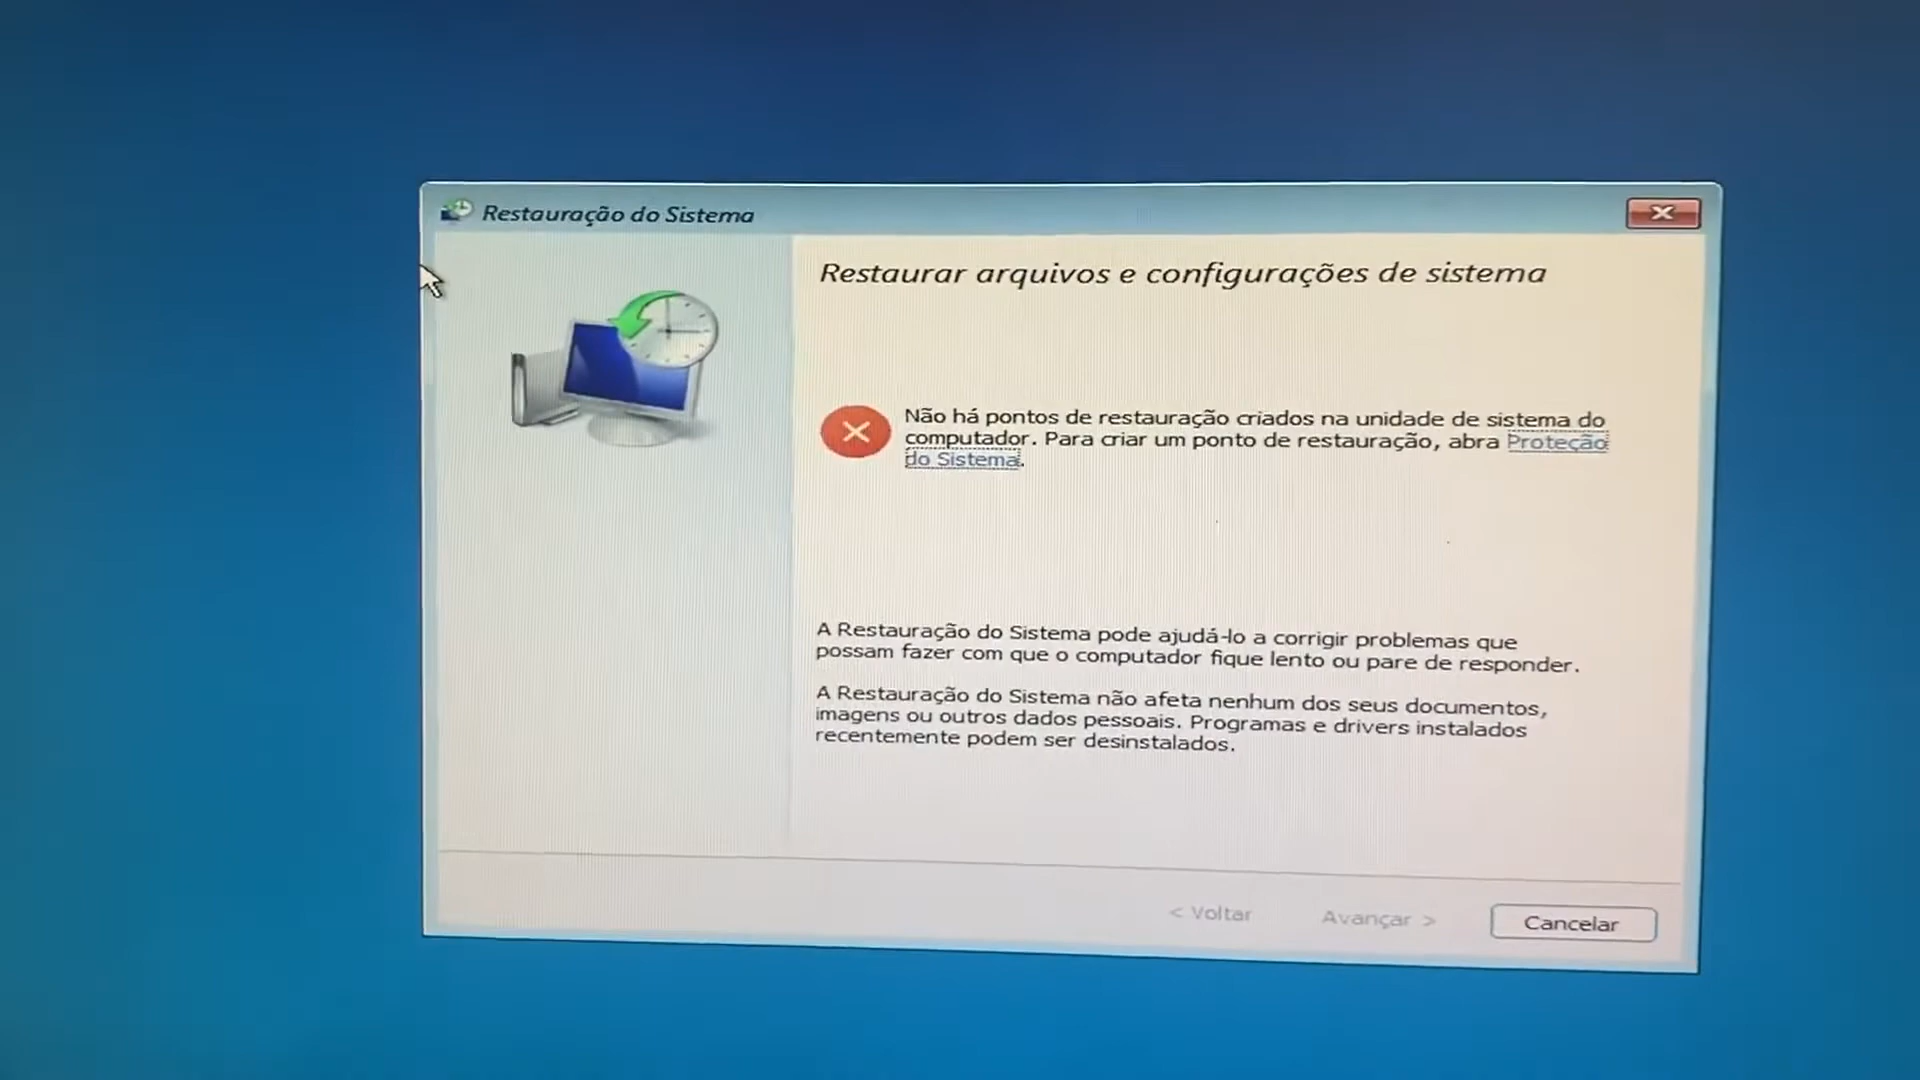 Restauração do Sistema
Restaurar arquivos e configurações de sistema
Não há pontos de restauração criados na unidade de sistema do
computador. Para criar um ponto de restauração, abra Proteção
do Sistema.
A Restauração do Sistema pode ajudá-lo a corrigir problemas que
possam fazer com que o computador fique lento ou pare de responder.
A Restauração do Sistema não afeta nenhum dos seus documentos,
imagens ou outros dados pessoais. Programas e drivers instalados
recentemente podem ser desinstalados.
< Voltar
Avançar >
Cancelar